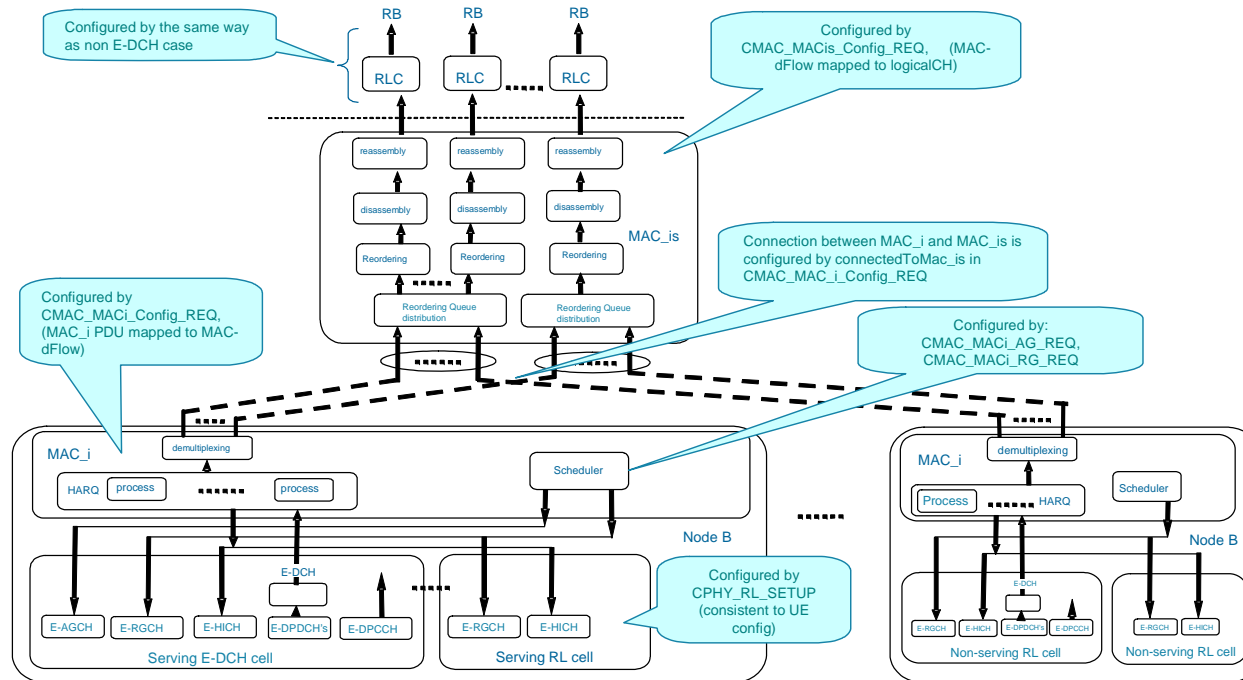 Configured by the same way
as non E-DCH case
RB
RB
RB
RLC
RLC
RLC
Configured by
CMAC_MACis_Config_REQ, (MAC-
dFlow mapped to logicalCH)
reassembly
reassembly
reassembly
disassembly
disassembly
disassembly
MAC_is
Reordering
Reordering
Reordering
Reordering Queue
distribution
Reordering Queue
distribution
Connection between MAC_i and MAC_is is
configured by connectedToMac_is in
CMAC_MAC_i_Config_REQ
Configured by
CMAC_MACi_Config_REQ,
(MAC_i PDU mapped to MAC-
dFlow)
Configured by:
CMAC_MACi_AG_REQ,
CMAC_MACi_RG_REQ
MAC_i
demultiplexing
HARQ
process
process
Scheduler
Node B
E-DCH
E-AGCH
E-RGCH
E-HICH
E-DPDCH's
E-DPCCH
Serving E-DCH cell
E-RGCH
E-HICH
Serving RL cell
Configured by
CPHY_RL_SETUP
(consistent to UE
config)
MAC_i
demultiplexing
Process
HARQ
Scheduler
Node B
E-DCH
E-RGCH
E-HICH
E-DPDCH's
E-DPCCH
Non-serving RL cell
E-RGCH
E-HICH
Non-serving RL cell